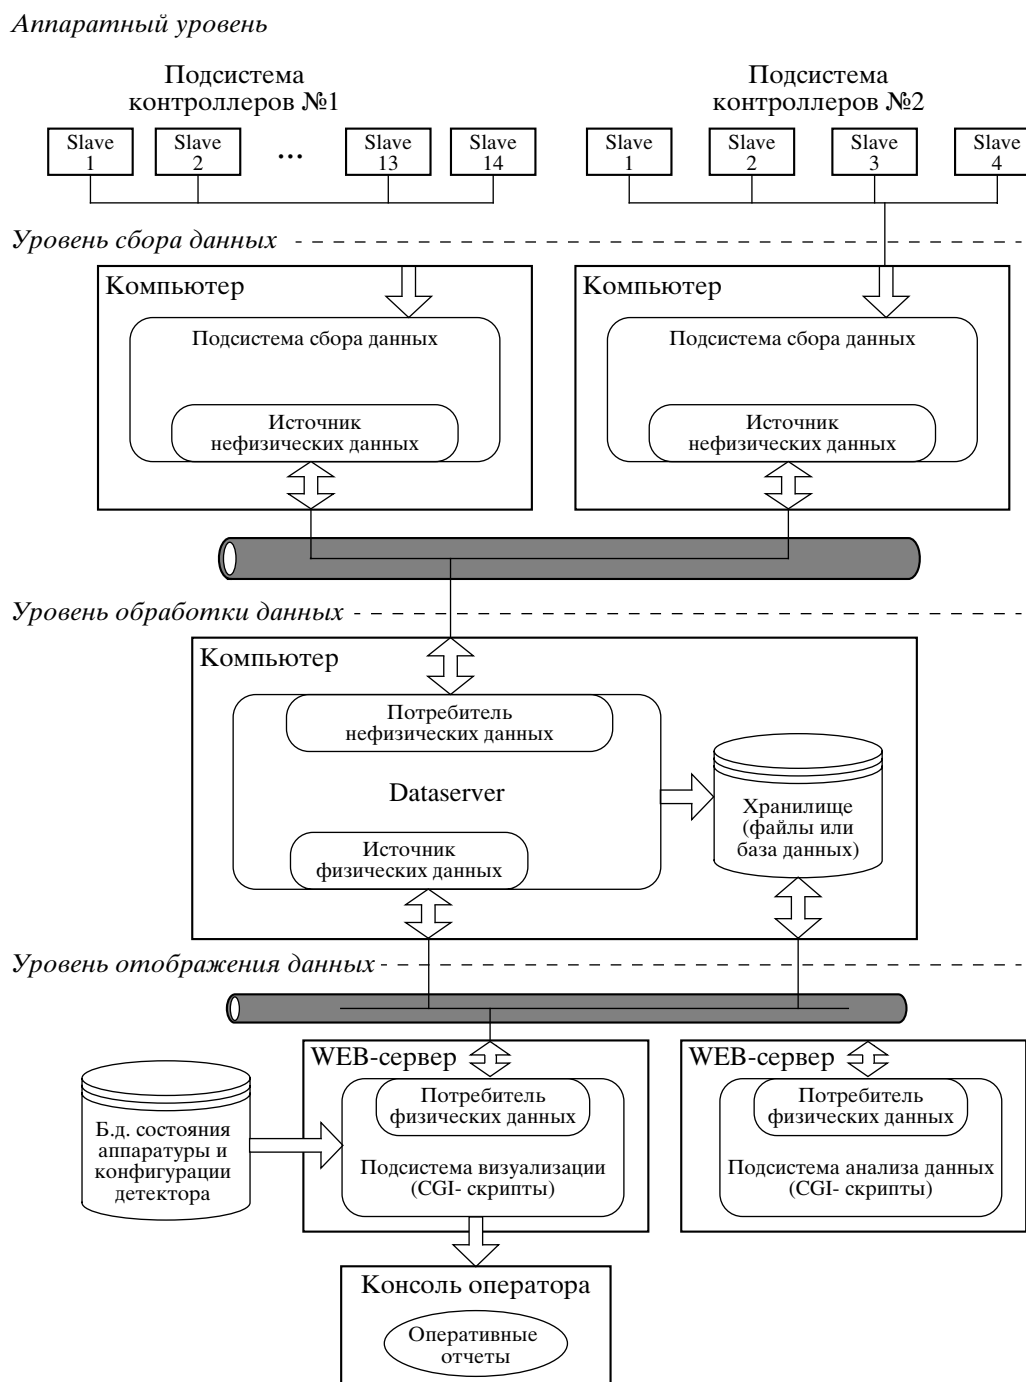 Аппаратный уровень
Подсистема
контроллеров №1
Подсистема
контроллеров №2
Slave
1
Slave
2
...
Slave
13
Slave
14
Slave
1
Slave
2
Slave
3
Slave
4
Уровень сбора данных
Компьютер
Подсистема сбора данных
Источник
нефизических данных
Компьютер
Подсистема сбора данных
Источник
нефизических данных
Уровень обработки данных
Компьютер
Потребитель
нефизических данных
Dataserver
Источник
физических данных
Хранилище
(файлы или
база данных)
Уровень отображения данных
WEB-сервер
Потребитель
физических данных
Подсистема визуализации
(CGI- скрипты)
WEB-сервер
Потребитель
физических данных
Подсистема анализа данных
(CGI- скрипты)
Б.д. состояния
аппаратуры и
конфигурации
детектора
Консоль оператора
Оперативные
отчеты